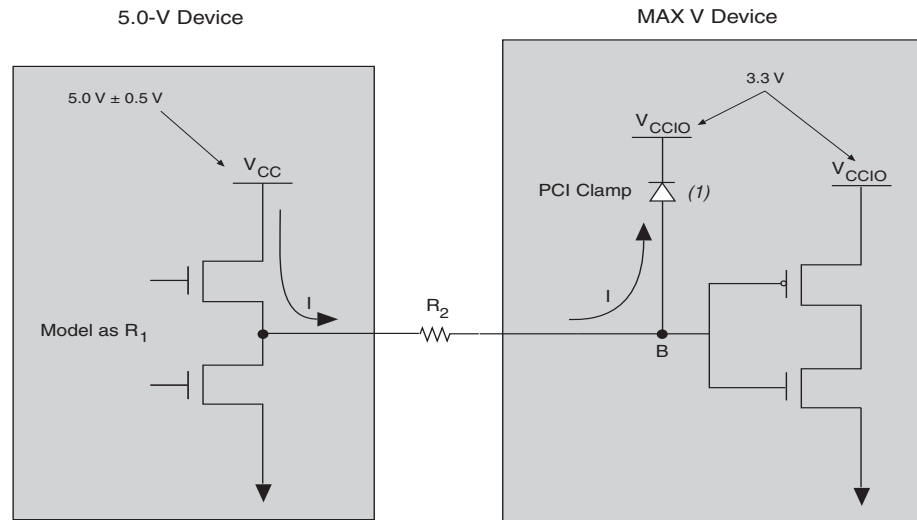 5.0-V Device
MAX V Device
5.0 V ± 0.5 V
3.3 V
VCC
VCCIO
VCCIO
PCI Clamp
(1)
I
I
R2
Model as R1
B